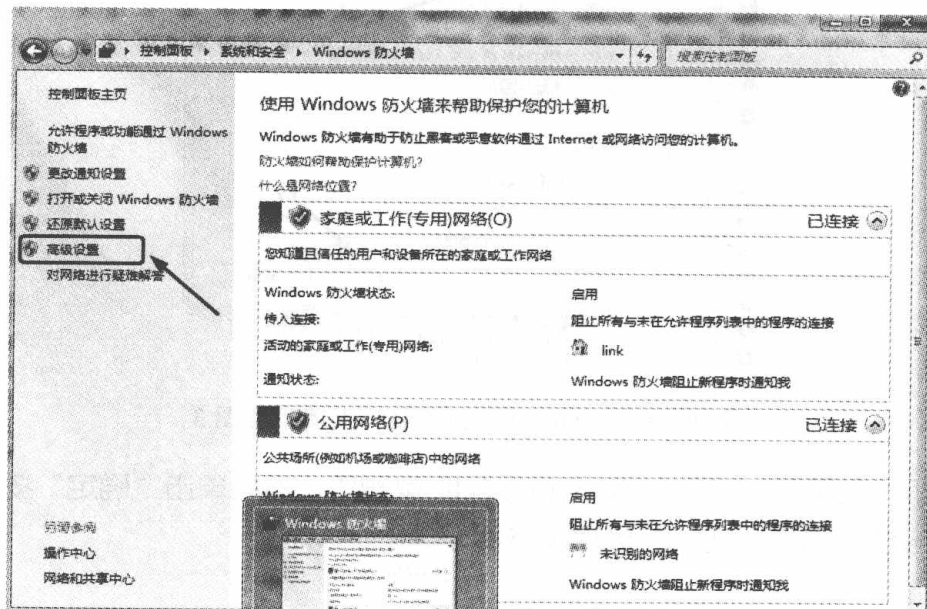 控制面板 ▸ 系统和安全 ▸ Windows 防火墙
搜索控制面板
控制面板主页
允许程序或功能通过 Windows
防火墙
更改通知设置
打开或关闭 Windows 防火墙
还原默认设置
高级设置
对网络进行疑难解答
使用 Windows 防火墙来帮助保护您的计算机
Windows 防火墙有助于防止黑客或恶意软件通过 Internet 或网络访问您的计算机。
防火墙如何帮助保护计算机?
什么是网络位置?
家庭或工作(专用)网络(O)
已连接
您知道且信任的用户和设备所在的家庭或工作网络
Windows 防火墙状态:
启用
传入连接:
阻止所有与未在允许程序列表中的程序的连接
活动的家庭或工作(专用)网络:
link
通知状态:
Windows 防火墙阻止新程序时通知我
公用网络(P)
已连接
公共场所(例如机场或咖啡店)中的网络
Windows 防火墙状态:
启用
阻止所有与未在允许程序列表中的程序的连接
未识别的网络
Windows 防火墙阻止新程序时通知我
Windows 防火墙
另请参阅
操作中心
网络和共享中心